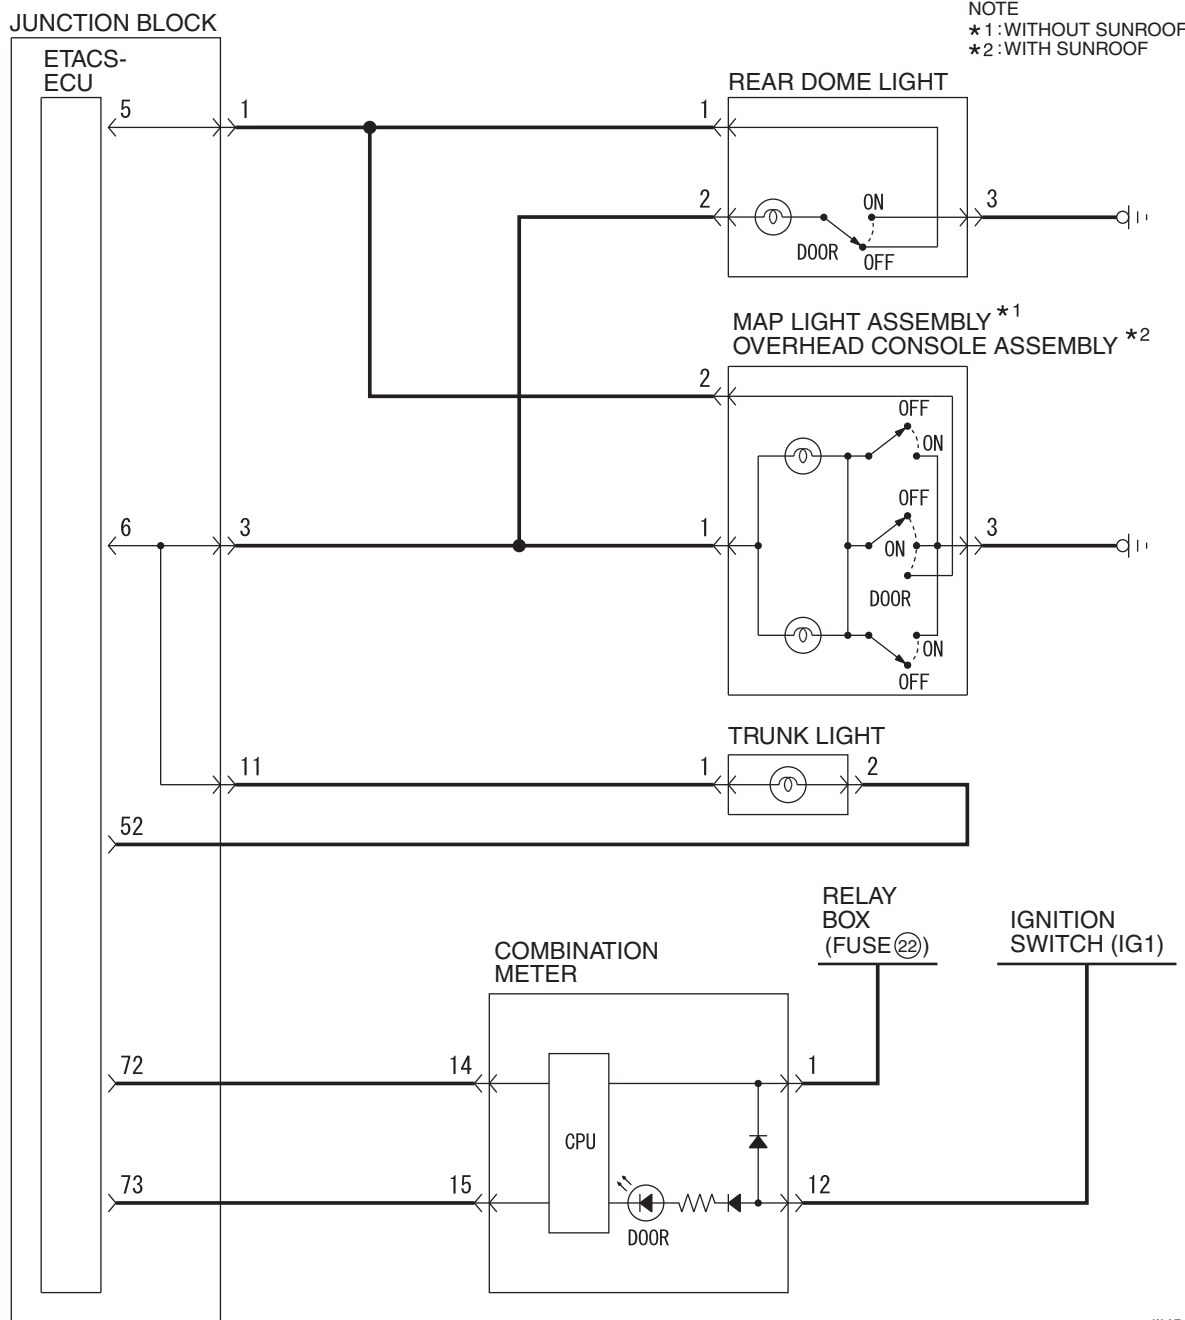 NOTE
*1:WITHOUT SUNROOF
*2:WITH SUNROOF
JUNCTION BLOCK
ETACS-
ECU
REAR DOME LIGHT
5
1
1
2
ON
3
DOOR
OFF
MAP LIGHT ASSEMBLY *1
OVERHEAD CONSOLE ASSEMBLY *2
2
OFF
ON
OFF
6
3
1
ON
3
DOOR
ON
OFF
TRUNK LIGHT
11
1
2
52
RELAY
BOX
(FUSE 22)
IGNITION
SWITCH (IG1)
COMBINATION
METER
72
14
1
CPU
73
15
12
DOOR